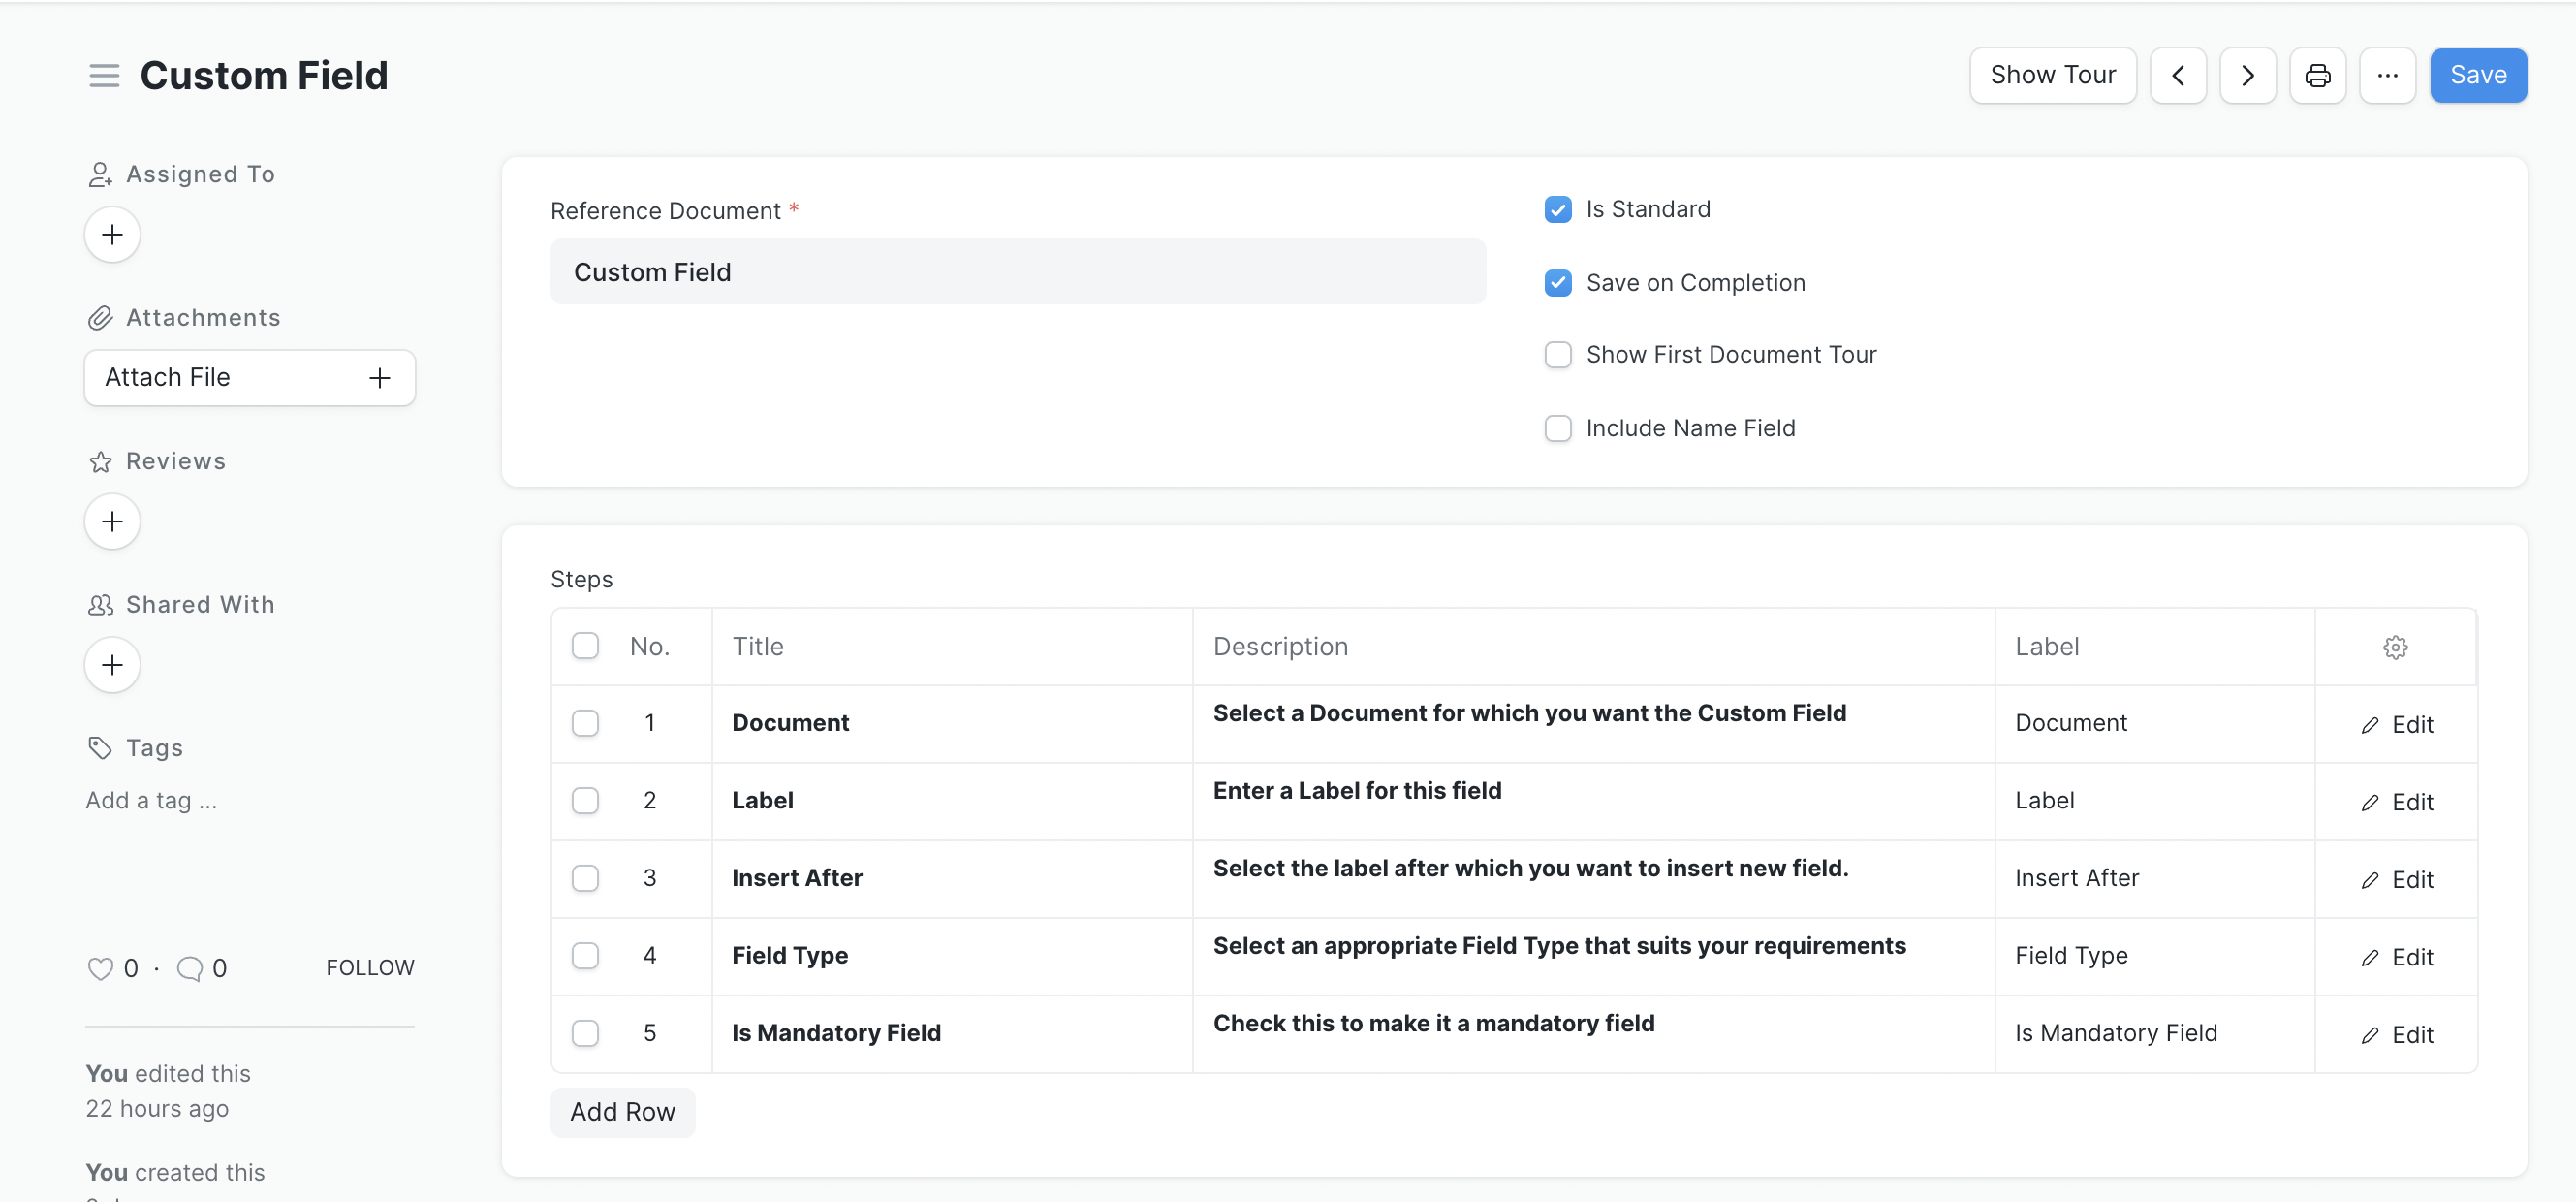 Custom Field
Show Tour
Save
Assigned To
Attachments
Attach File
Reviews
Shared With
Tags
Add a tag ...
0 · 0 FOLLOW
You edited this
22 hours ago
You created this
Reference Document *
Custom Field
Is Standard
Save on Completion
Show First Document Tour
Include Name Field
Steps
No. Title Description Label
1 Document Select a Document for which you want the Custom Field Document Edit
2 Label Enter a Label for this field Label Edit
3 Insert After Select the label after which you want to insert new field. Insert After Edit
4 Field Type Select an appropriate Field Type that suits your requirements Field Type Edit
5 Is Mandatory Field Check this to make it a mandatory field Is Mandatory Field Edit
Add Row